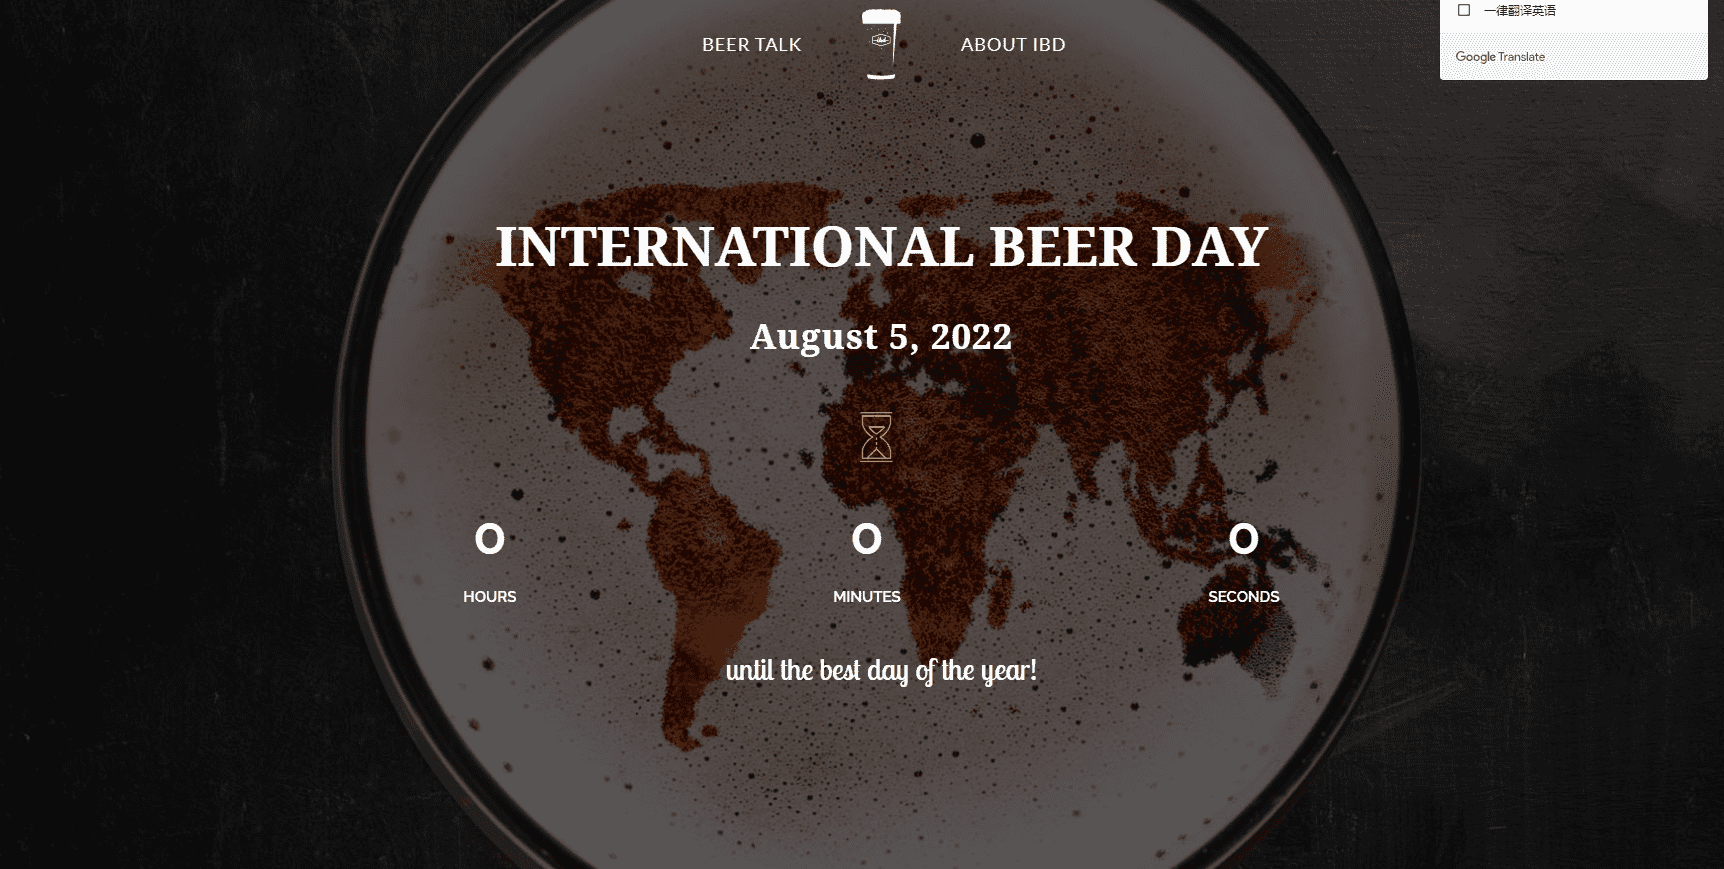 一律翻译英语
Google Translate
BEER TALK
ABOUT IBD
INTERNATIONAL BEER DAY
August 5, 2022
0
0
0
HOURS
MINUTES
SECONDS
until the best day of the year!